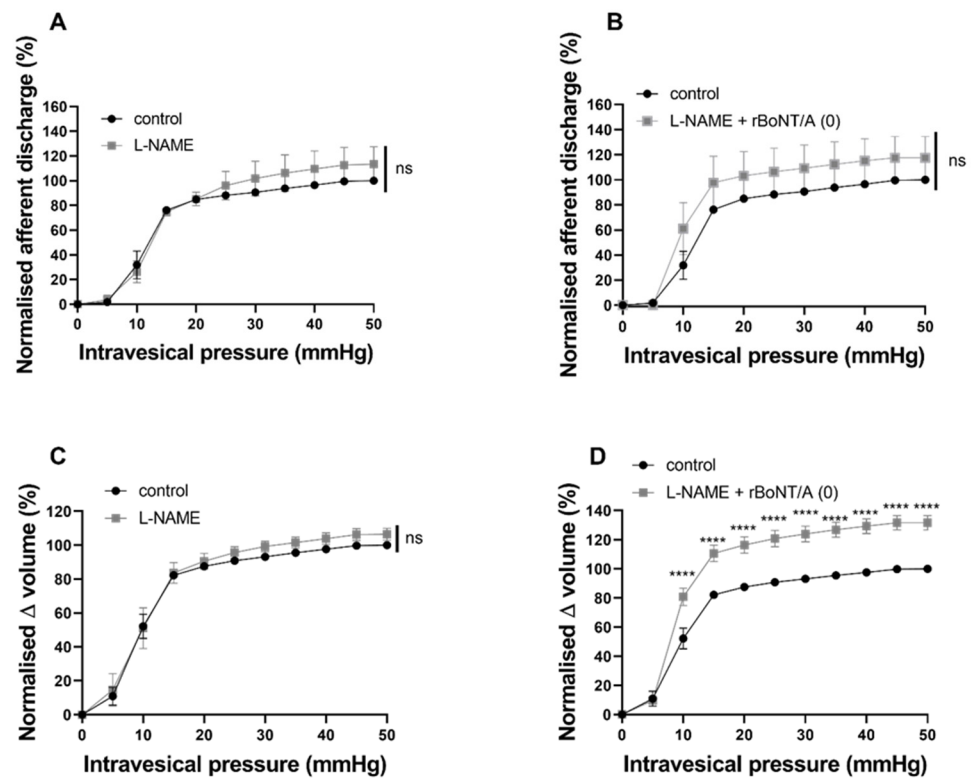 A
Normalised afferent discharge (%)
control
L-NAME
160
140
120
100
80
60
40
20
0
ns
0 10 20 30 40 50
Intravesical pressure (mmHg)
B
Normalised afferent discharge (%)
control
L-NAME + rBoNT/A (0)
160
140
120
100
80
60
40
20
0
ns
0 10 20 30 40 50
Intravesical pressure (mmHg)
C
Normalised Δ volume (%)
control
L-NAME
120
100
80
60
40
20
0
ns
0 10 20 30 40 50
Intravesical pressure (mmHg)
D
Normalised Δ volume (%)
control
L-NAME + rBoNT/A (0)
140
120
100
80
60
40
20
0
**** **** **** **** **** **** **** **** ****
0 10 20 30 40 50
Intravesical pressure (mmHg)